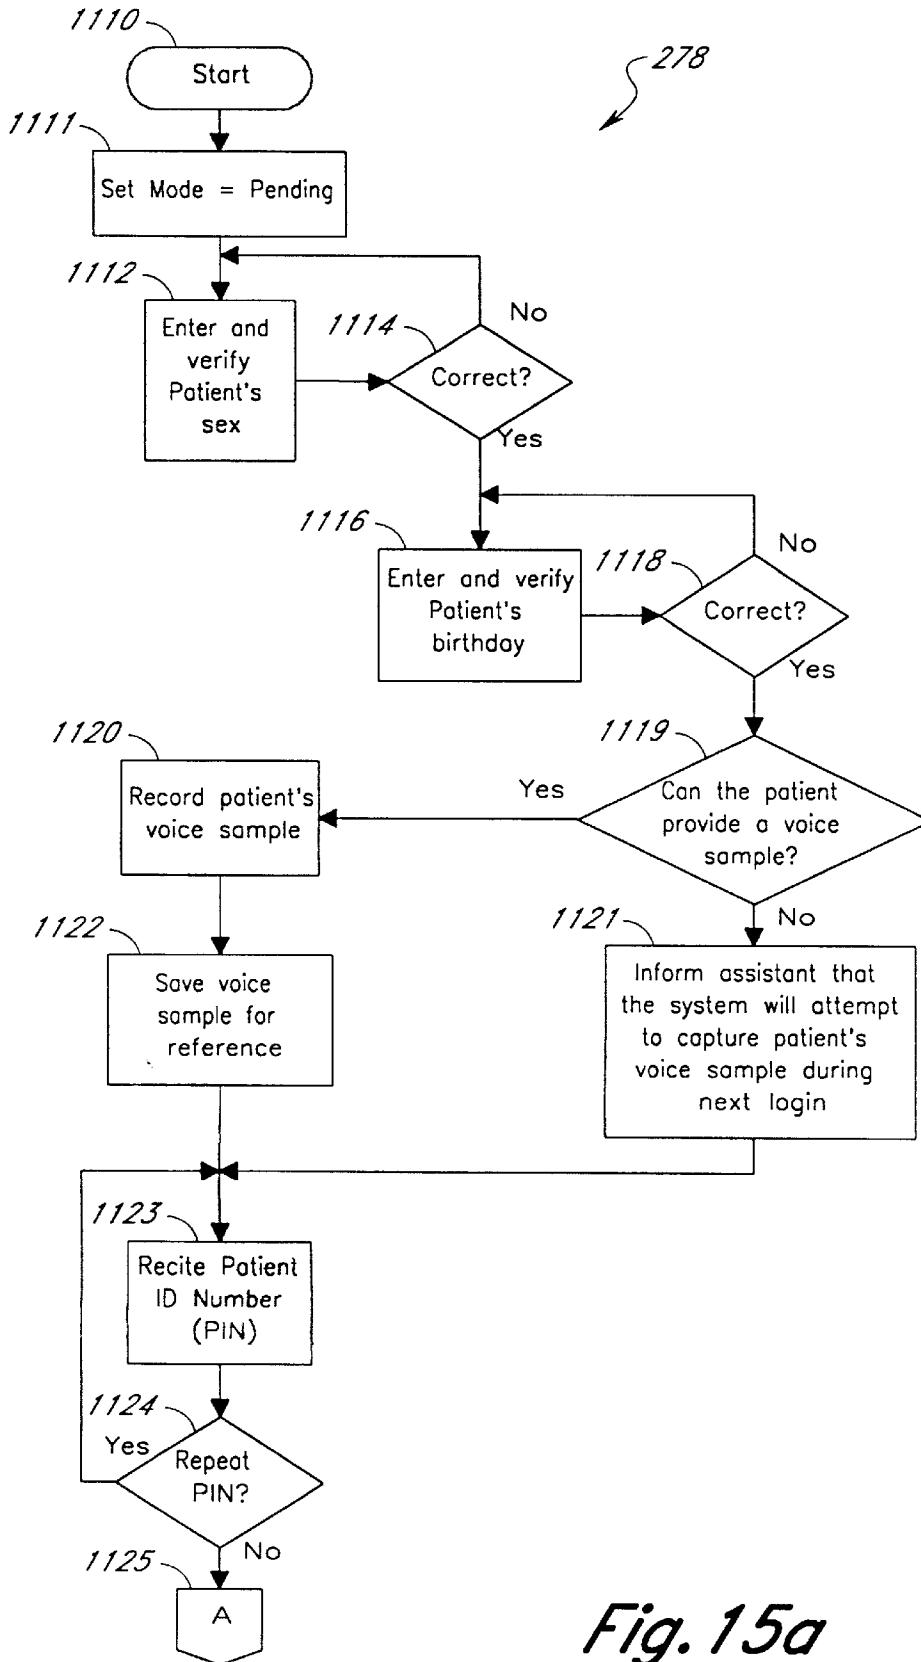 1110
Start
278
1111
Set Mode = Pending
1112
Enter and
verify
Patient's
sex
1114
Correct?
No
Yes
1116
Enter and verify
Patient's
birthday
1118
Correct?
No
Yes
1119
Can the patient
provide a voice
sample?
Yes
No
1120
Record patient's
voice sample
1121
Inform assistant that
the system will attempt
to capture patient's
voice sample during
next login
1122
Save voice
sample for
reference
1123
Recite Patient
ID Number
(PIN)
1124
Yes
Repeat
PIN?
No
1125
A
Fig. 15a